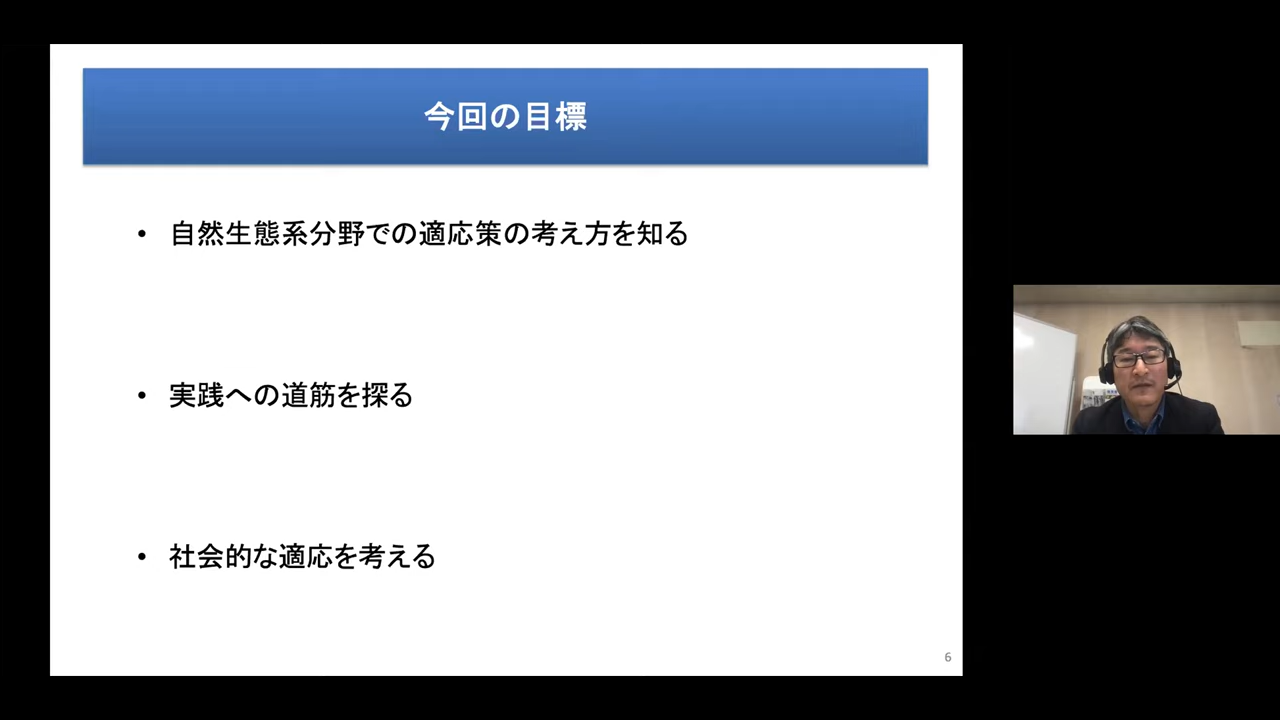 今回の目標
• 自然生態系分野での適応策の考え方を知る
• 実践への道筋を探る
• 社会的な適応を考える
6